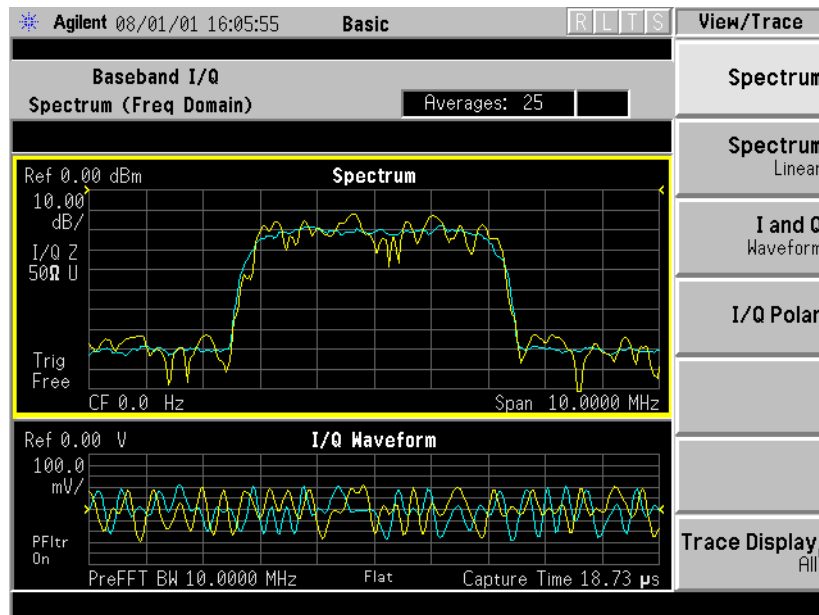 Agilent 08/01/01 16:05:55 Basic R L T S View/Trace
Baseband I/Q
Spectrum (Freq Domain)
Averages: 25
Spectrum
Spectrum
Linear
I and Q
Waveform
I/Q Polar
Trace Display
All
Ref 0.00 dBm Spectrum
10.00
dB/
I/Q Z
50Ω U
Trig
Free
CF 0.0 Hz Span 10.0000 MHz
Ref 0.00 V I/Q Waveform
100.0
mV/
PFltr
On
PreFFT BW 10.0000 MHz Flat Capture Time 18.73 µs